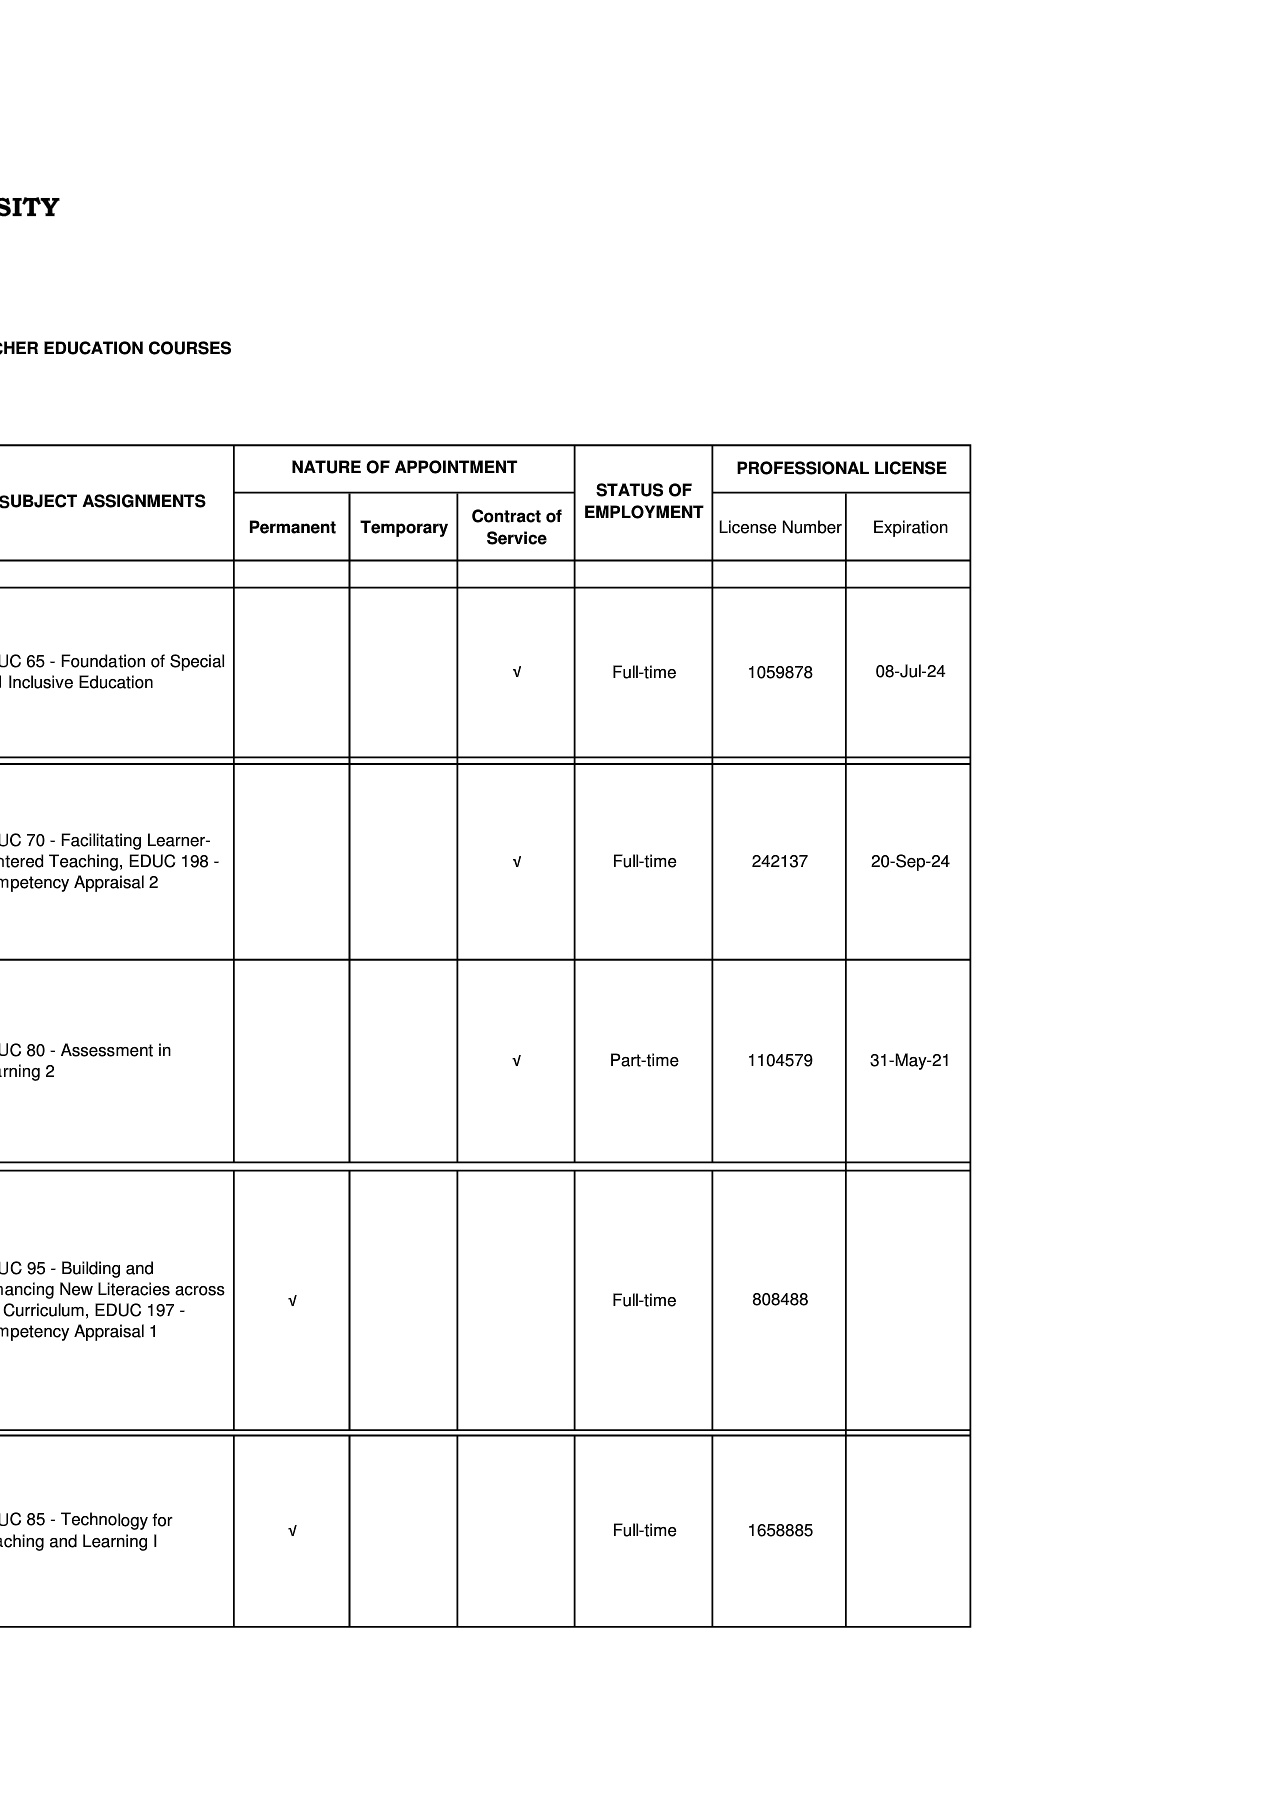 SITY
CHER EDUCATION COURSES
SUBJECT ASSIGNMENTS
NATURE OF APPOINTMENT
STATUS OF
EMPLOYMENT
PROFESSIONAL LICENSE
Permanent
Temporary
Contract of
Service
License Number
Expiration
UC 65 - Foundation of Special
Inclusive Education
√
Full-time
1059878
08-Jul-24
UC 70 - Facilitating Learner-
ntered Teaching, EDUC 198 -
mpetency Appraisal 2
√
Full-time
242137
20-Sep-24
UC 80 - Assessment in
arning 2
√
Part-time
1104579
31-May-21
UC 95 - Building and
hancing New Literacies across
Curriculum, EDUC 197 -
mpetency Appraisal 1
√
Full-time
808488
UC 85 - Technology for
aching and Learning I
√
Full-time
1658885